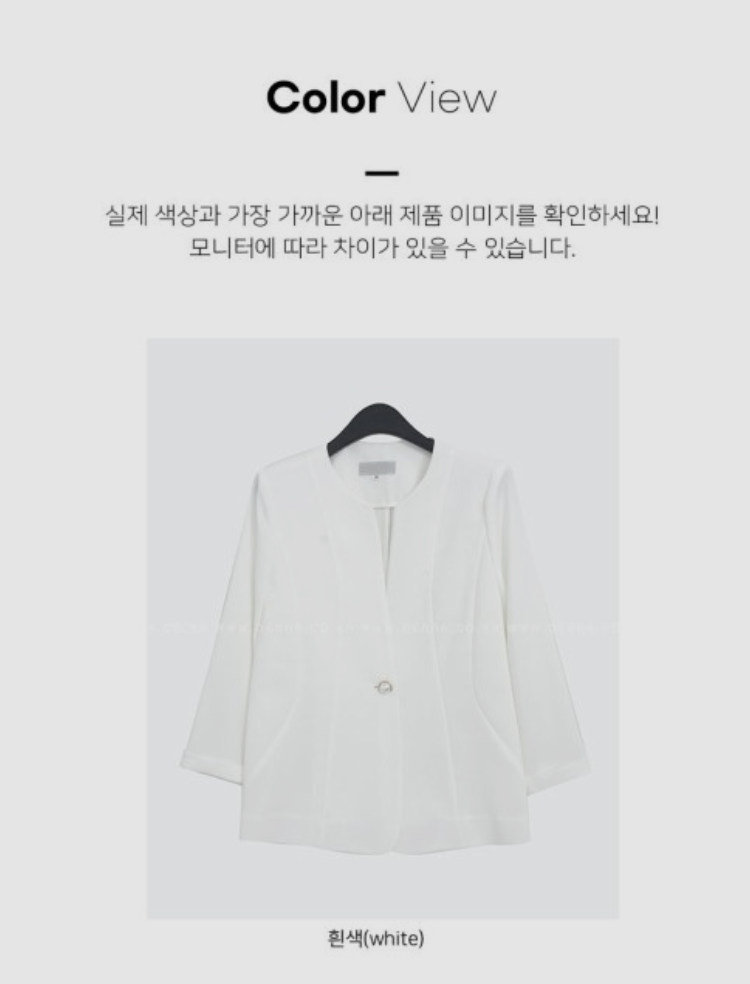 Color View
실제 색상과 가장 가까운 아래 제품 이미지를 확인하세요!
모니터에 따라 차이가 있을 수 있습니다.
흰색(white)